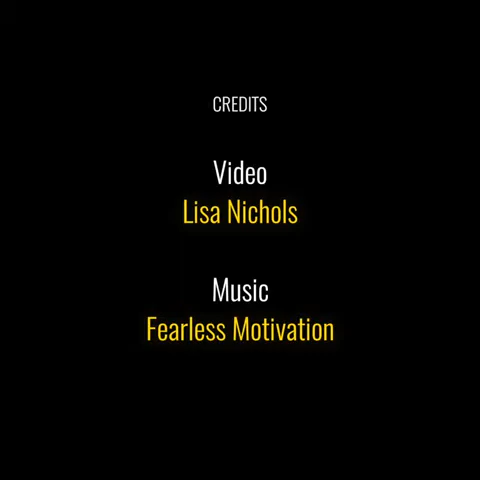 CREDITS
Video
Lisa Nichols
Music
Fearless Motivation